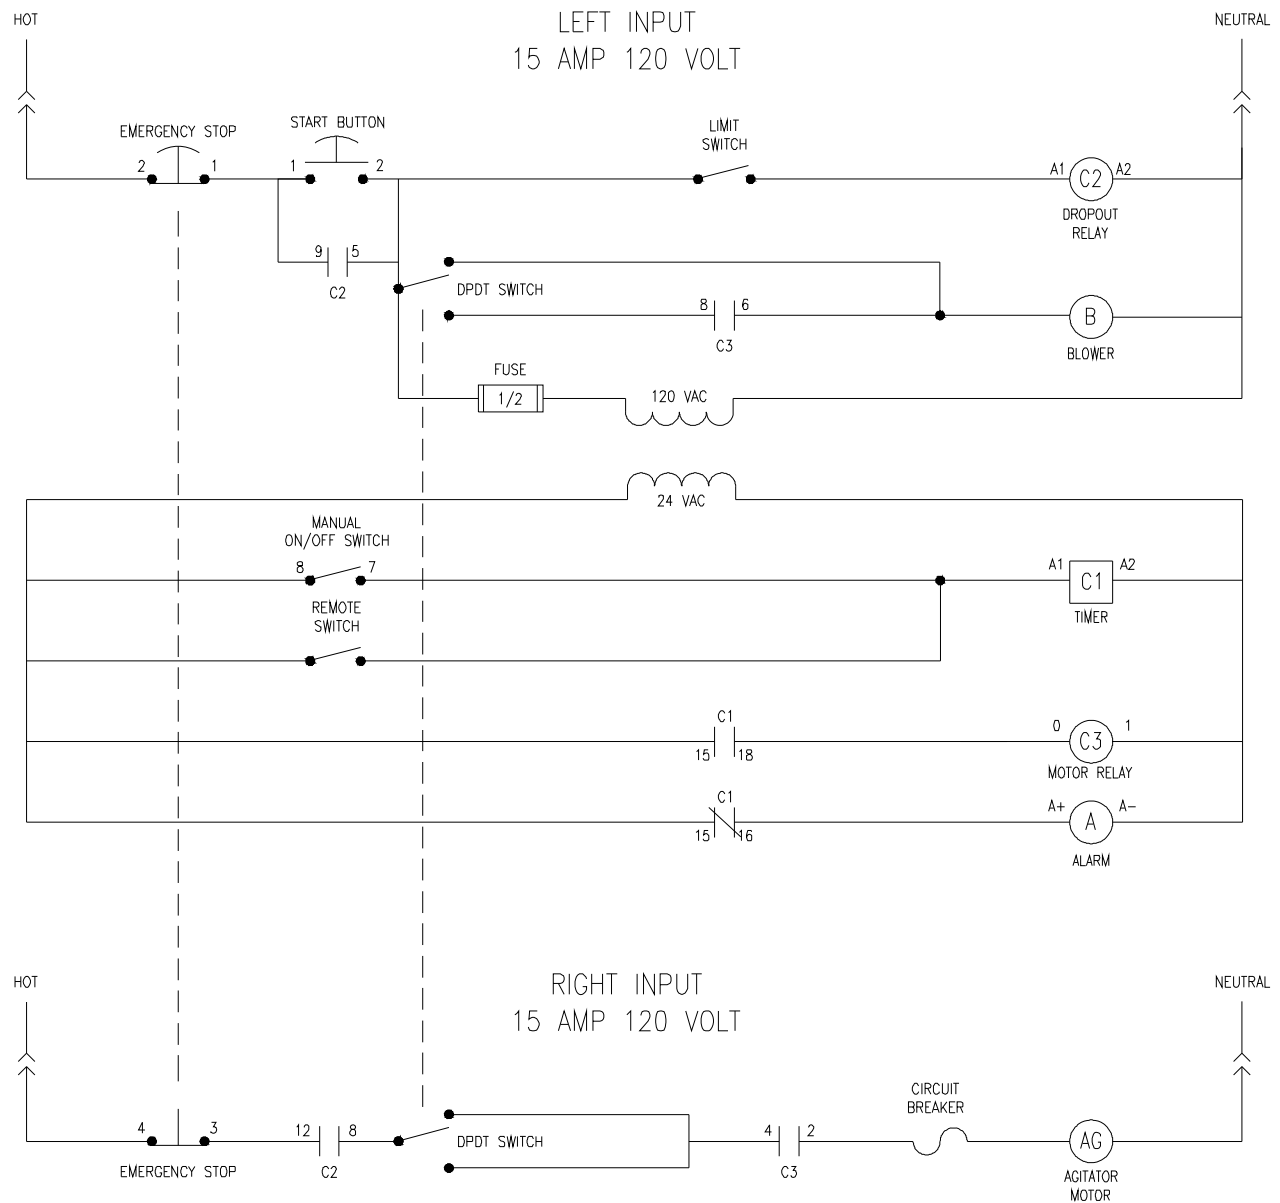 HOT
LEFT INPUT
NEUTRAL
15 AMP 120 VOLT
EMERGENCY STOP
START BUTTON
LIMIT
SWITCH
2 1
1 2
A1 C2 A2
DROPOUT
RELAY
9 5
C2
DPDT SWITCH
8 6
C3
B
BLOWER
FUSE
1/2
120 VAC
24 VAC
MANUAL
ON/OFF SWITCH
8 7
A1 C1 A2
TIMER
REMOTE
SWITCH
C1
15 18
0 C3 1
MOTOR RELAY
C1
15 16
A+ A A-
ALARM
HOT
RIGHT INPUT
NEUTRAL
15 AMP 120 VOLT
4 3
EMERGENCY STOP
12 8
C2
DPDT SWITCH
4 2
C3
CIRCUIT
BREAKER
AG
AGITATOR
MOTOR